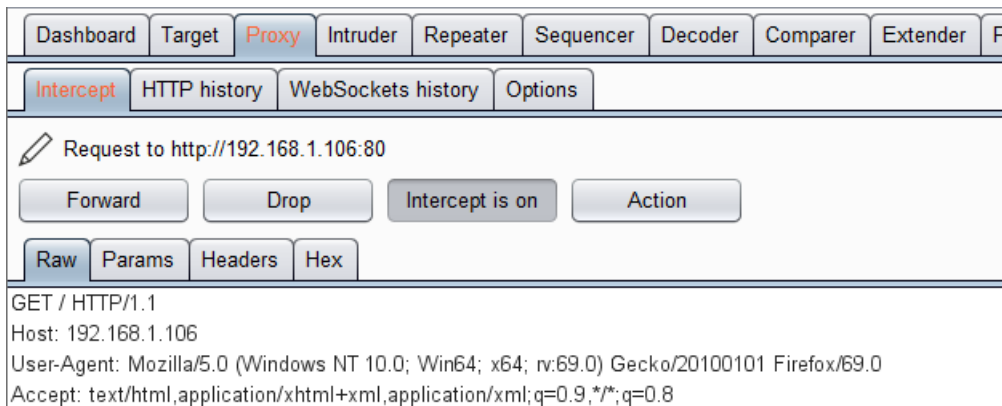 Dashboard Target Proxy Intruder Repeater Sequencer Decoder Comparer Extender
Intercept HTTP history WebSockets history Options
Request to http://192.168.1.106:80
Forward Drop Intercept is on Action
Raw Params Headers Hex
GET / HTTP/1.1
Host: 192.168.1.106
User-Agent: Mozilla/5.0 (Windows NT 10.0; Win64; x64; rv:69.0) Gecko/20100101 Firefox/69.0
Accept: text/html,application/xhtml+xml,application/xml;q=0.9,*/*;q=0.8